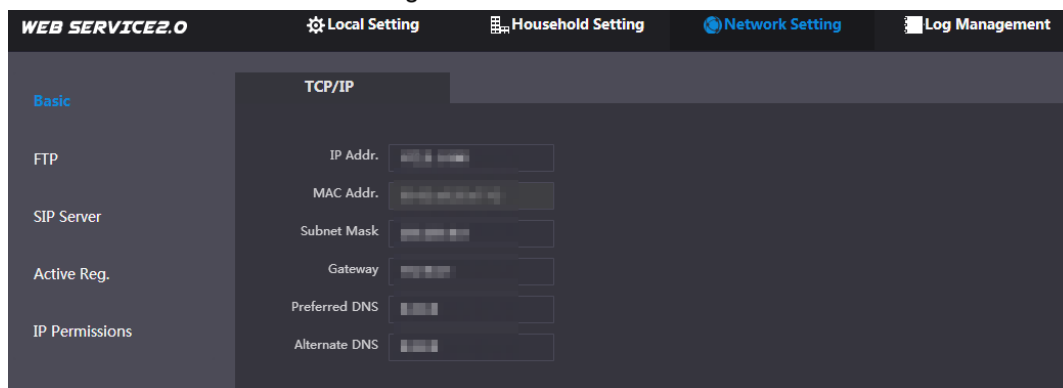 WEB SERVICE2.0 Local Setting Household Setting Network Setting Log Management
TCP/IP
Basic
FTP
SIP Server
Active Reg.
IP Permissions
IP Addr.
MAC Addr.
Subnet Mask
Gateway
Preferred DNS
Alternate DNS